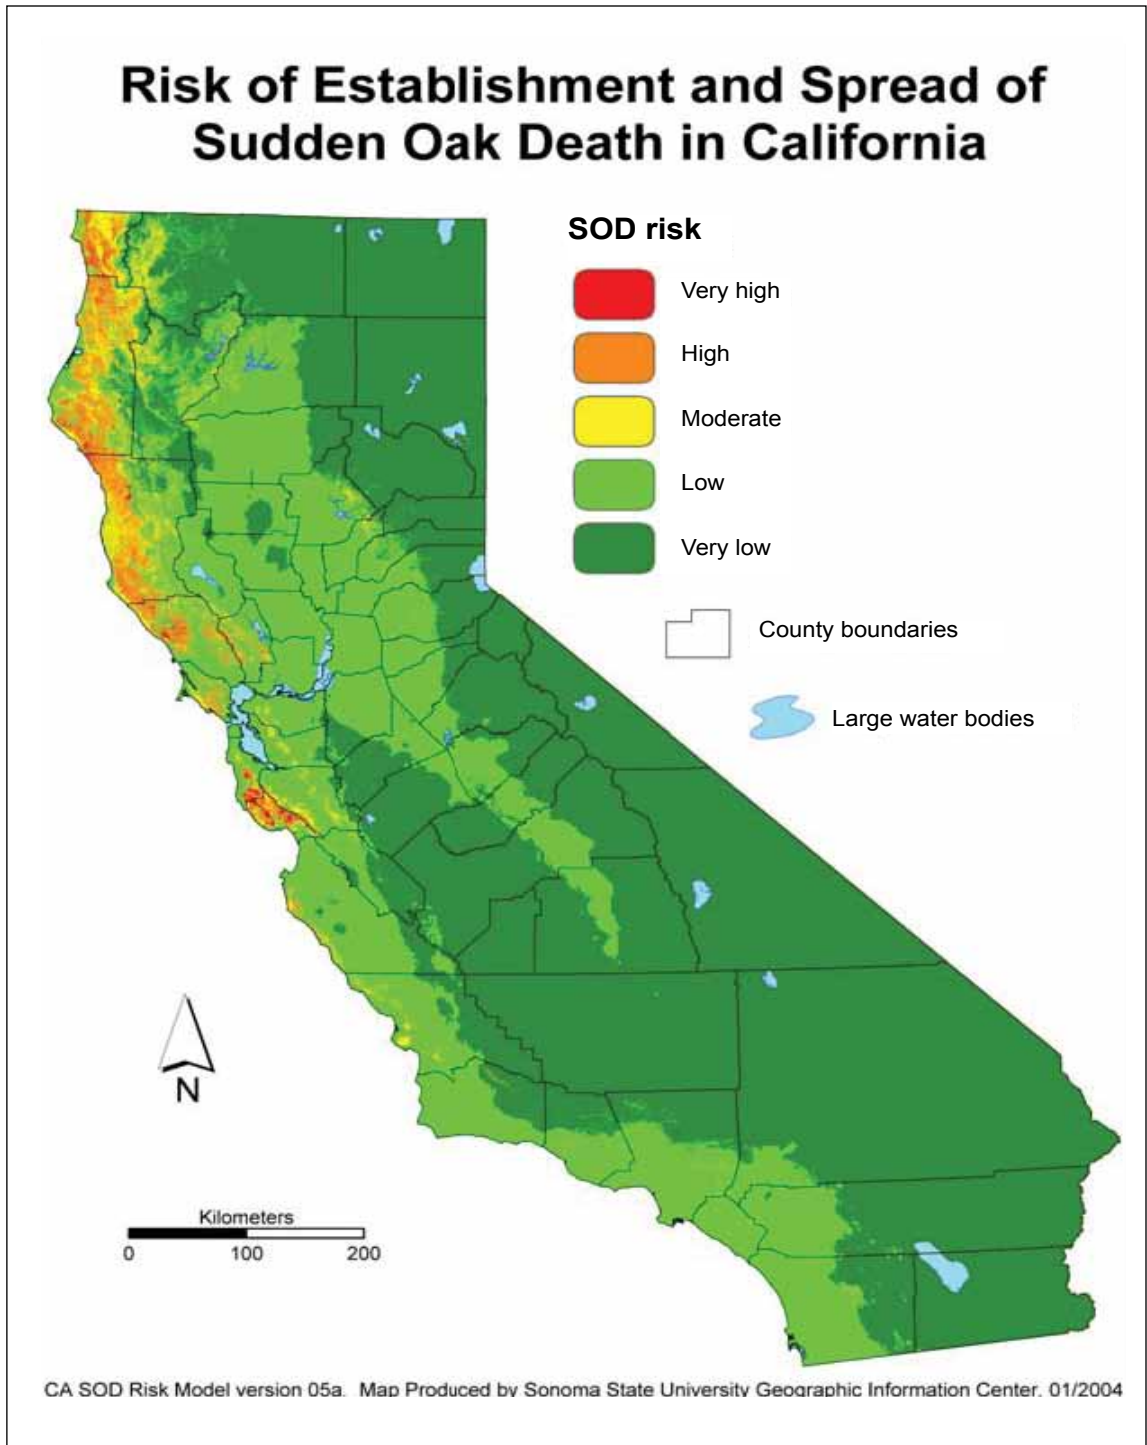 Risk of Establishment and Spread of
Sudden Oak Death in California
SOD risk
Very high
High
Moderate
Low
Very low
County boundaries
Large water bodies
N
Kilometers
0 100 200
CA SOD Risk Model version 05a. Map Produced by Sonoma State University Geographic Information Center. 01/2004